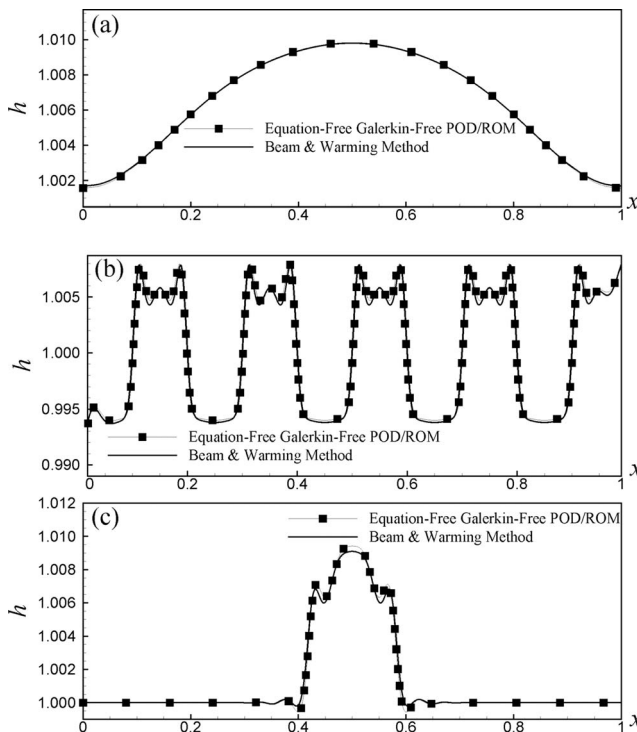 (a)
1.010
1.008
1.006
1.004
1.002
h
Equation-Free Galerkin-Free POD/ROM
Beam & Warming Method
0 0.2 0.4 0.6 0.8 1 x
(b)
1.005
1.000
0.995
0.990
h
Equation-Free Galerkin-Free POD/ROM
Beam & Warming Method
0 0.2 0.4 0.6 0.8 1 x
(c)
1.012
1.010
1.008
1.006
1.004
1.002
1.000
h
Equation-Free Galerkin-Free POD/ROM
Beam & Warming Method
0 0.2 0.4 0.6 0.8 1 x